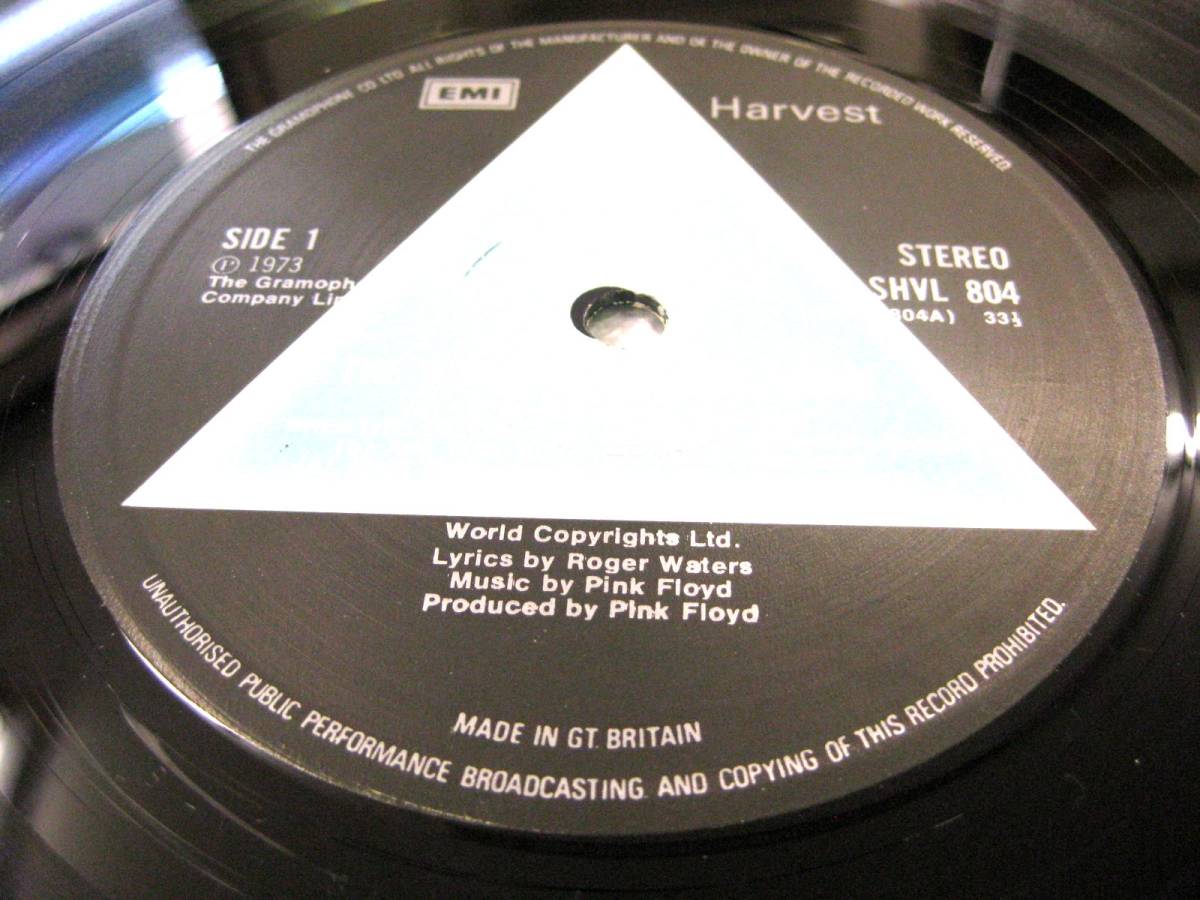 THE GRAMOPHONE CO LTD. ALL RIGHTS OF THE MANUFACTURER AND OF THE OWNER OF THE RECORDED WORK RESERVED
EMI
Harvest
SIDE 1
℗ 1973
The Gramoph
Company Li
STEREO
SHVL 804
804A) 33⅓
World Copyrights Ltd.
Lyrics by Roger Waters
Music by Pink Floyd
Produced by Pink Floyd
MADE IN GT. BRITAIN
UNAUTHORISED PUBLIC PERFORMANCE BROADCASTING AND COPYING OF THIS RECORD PROHIBITED.